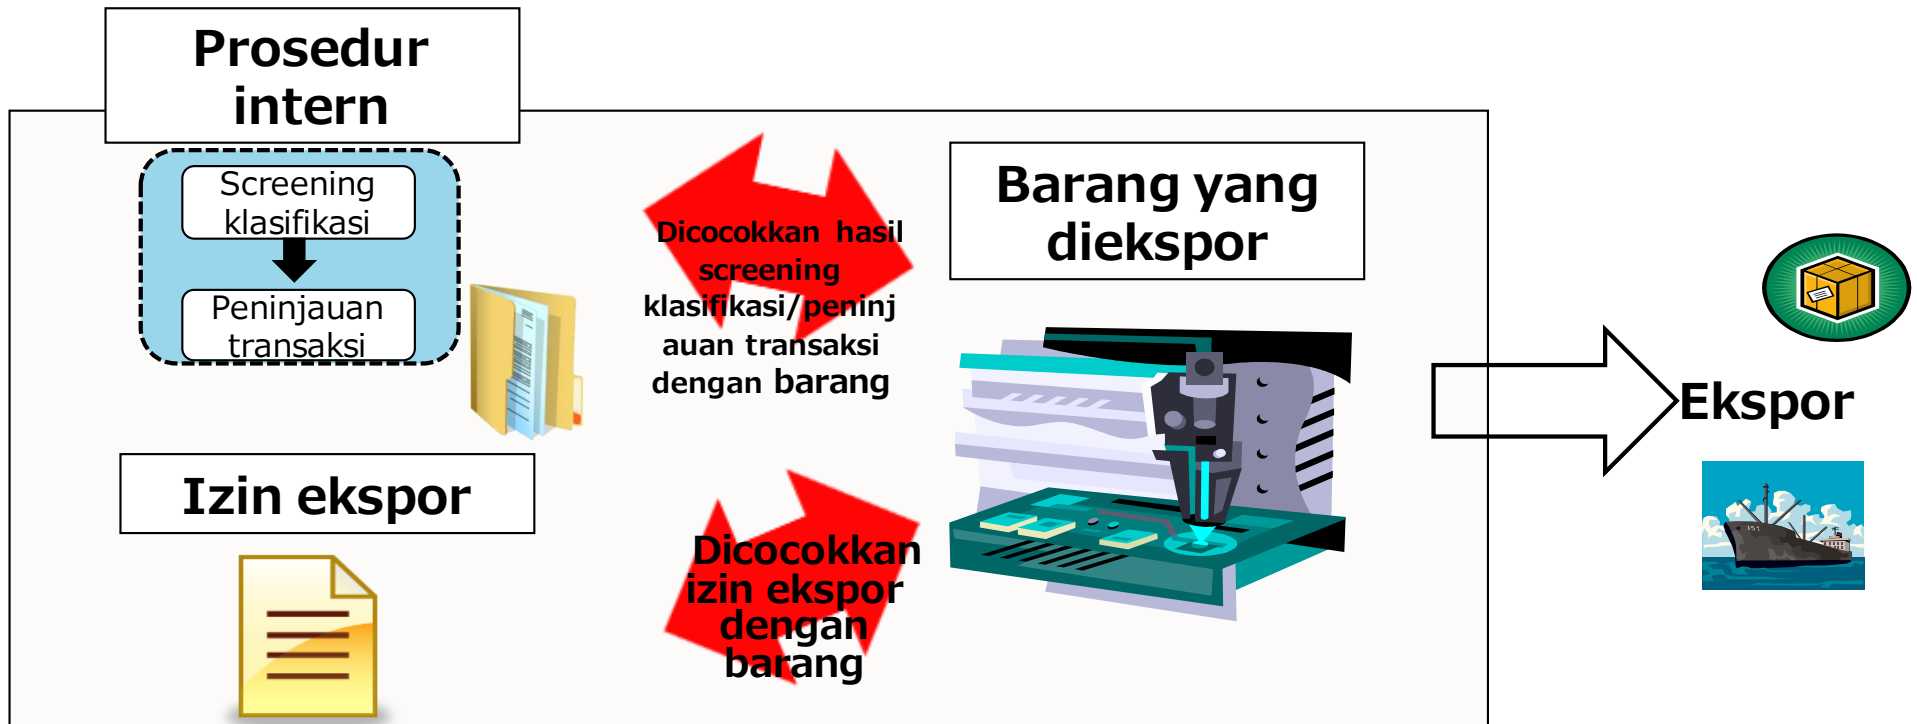 Prosedur
intern
Screening
klasifikasi
Peninjauan
transaksi
Dicocokkan hasil
screening
klasifikasi/peninj
auan transaksi
dengan barang
Barang yang
diekspor
Ekspor
Izin ekspor
Dicocokkan
izin ekspor
dengan
barang